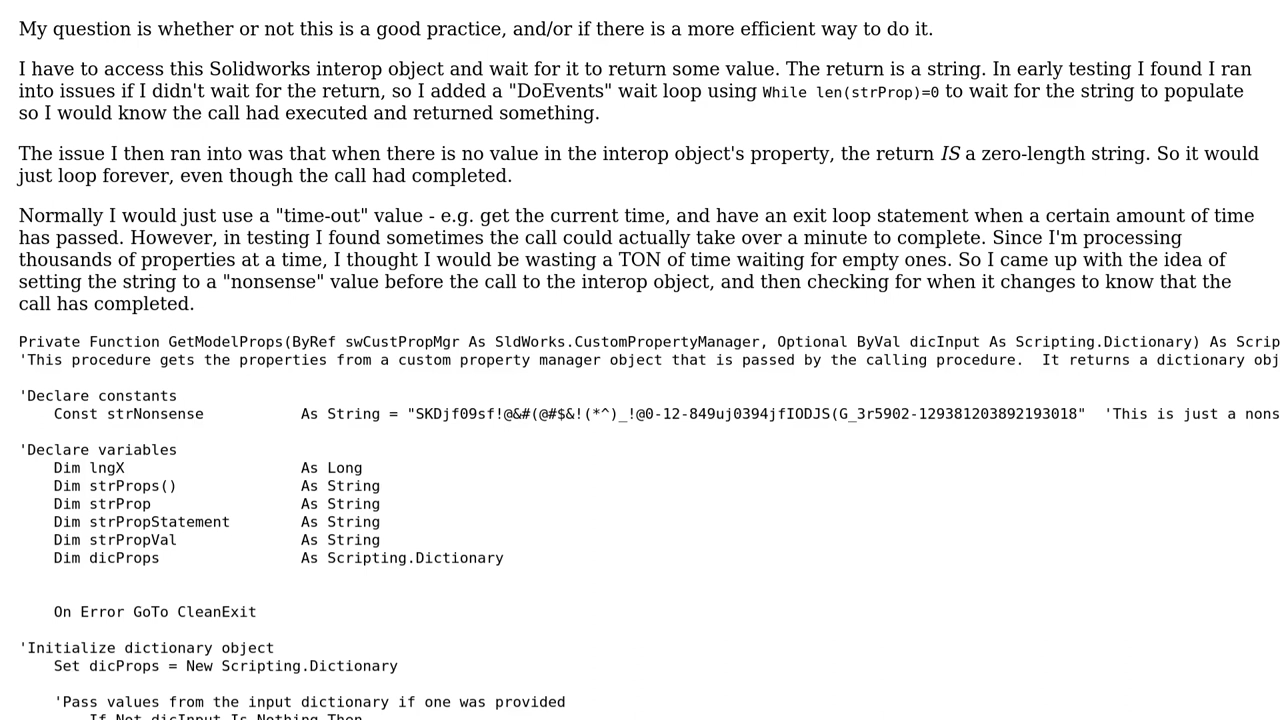 My question is whether or not this is a good practice, and/or if there is a more efficient way to do it.
I have to access this Solidworks interop object and wait for it to return some value. The return is a string. In early testing I found I ran
into issues if I didn't wait for the return, so I added a "DoEvents" wait loop using While len(strProp)=0 to wait for the string to populate
so I would know the call had executed and returned something.
The issue I then ran into was that when there is no value in the interop object's property, the return IS a zero-length string. So it would
just loop forever, even though the call had completed.
Normally I would just use a "time-out" value - e.g. get the current time, and have an exit loop statement when a certain amount of time
has passed. However, in testing I found sometimes the call could actually take over a minute to complete. Since I'm processing
thousands of properties at a time, I thought I would be wasting a TON of time waiting for empty ones. So I came up with the idea of
setting the string to a "nonsense" value before the call to the interop object, and then checking for when it changes to know that the
call has completed.
Private Function GetModelProps(ByRef swCustPropMgr As SldWorks.CustomPropertyManager, Optional ByVal dicInput As Scripting.Dictionary) As Scrip
'This procedure gets the properties from a custom property manager object that is passed by the calling procedure.  It returns a dictionary obj
'Declare constants
Const strNonsense As String = "SKDjf09sf!@&#(@#$&!(*^)_!@0-12-849uj0394jfIODJS(G_3r5902-129381203892193018"  'This is just a nons
'Declare variables
Dim lngX As Long
Dim strProps() As String
Dim strProp As String
Dim strPropStatement As String
Dim strPropVal As String
Dim dicProps As Scripting.Dictionary
On Error GoTo CleanExit
'Initialize dictionary object
Set dicProps = New Scripting.Dictionary
'Pass values from the input dictionary if one was provided
If Not dicInput Is Nothing Then